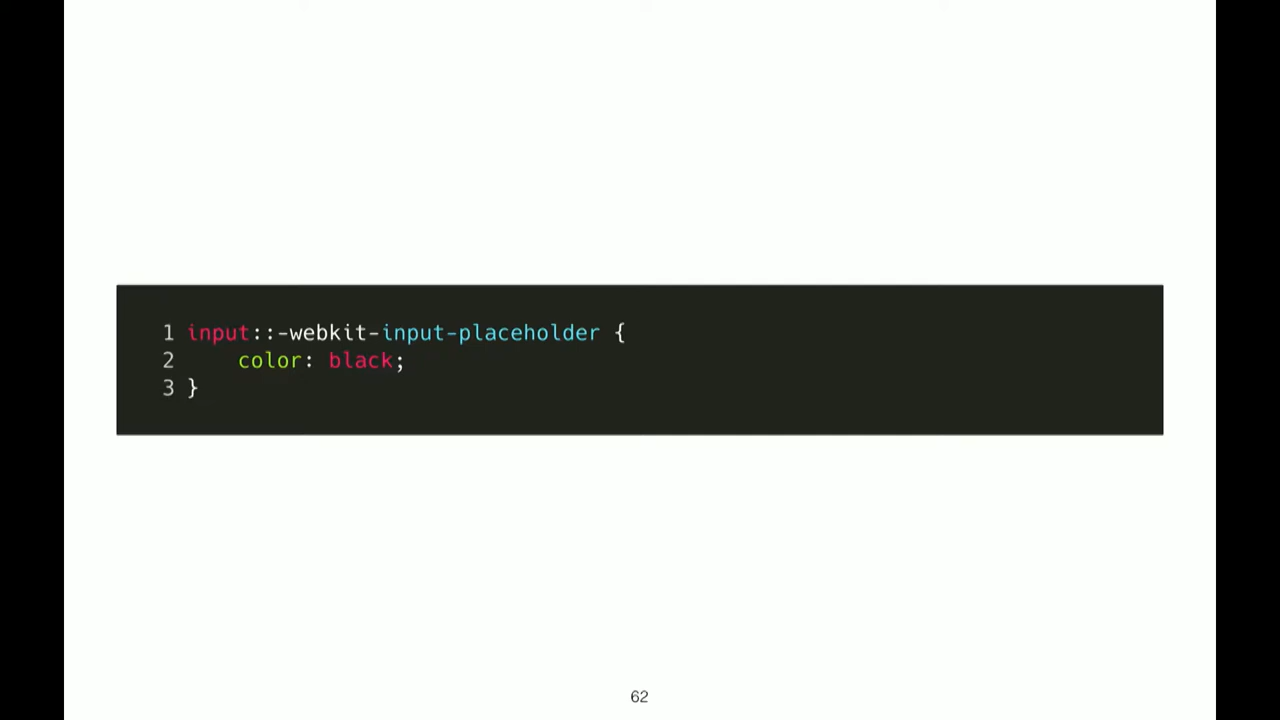 1 input::-webkit-input-placeholder {
2     color: black;
3 }
62